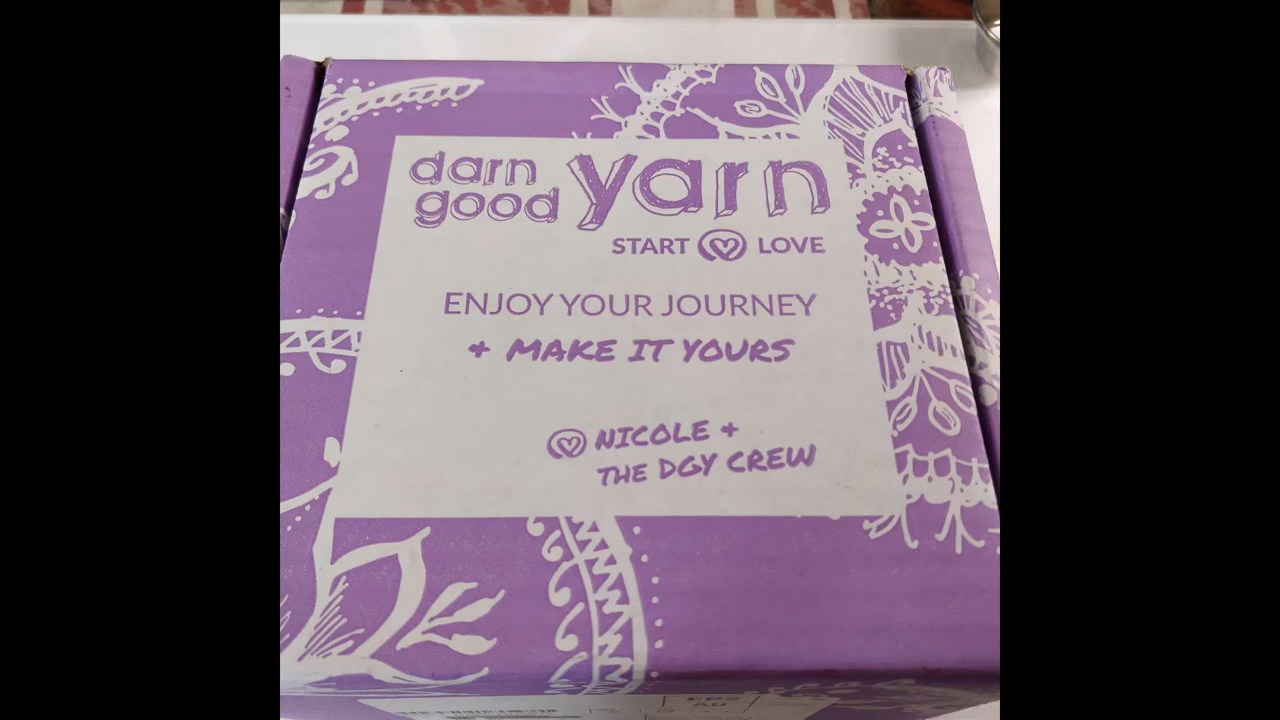 darn good yarn
START LOVE
ENJOY YOUR JOURNEY
+ MAKE IT YOURS
NICOLE +
THE DGY CREW